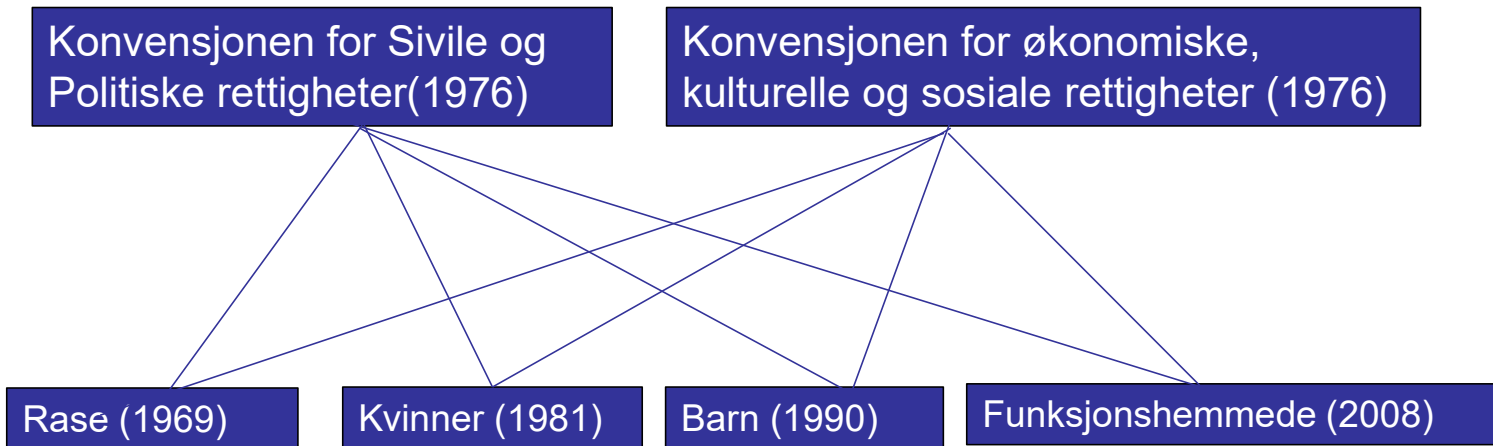 Konvensjonen for Sivile og
Politiske rettigheter(1976)
Konvensjonen for økonomiske,
kulturelle og sosiale rettigheter (1976)
Rase (1969)
Kvinner (1981)
Barn (1990)
Funksjonshemmede (2008)